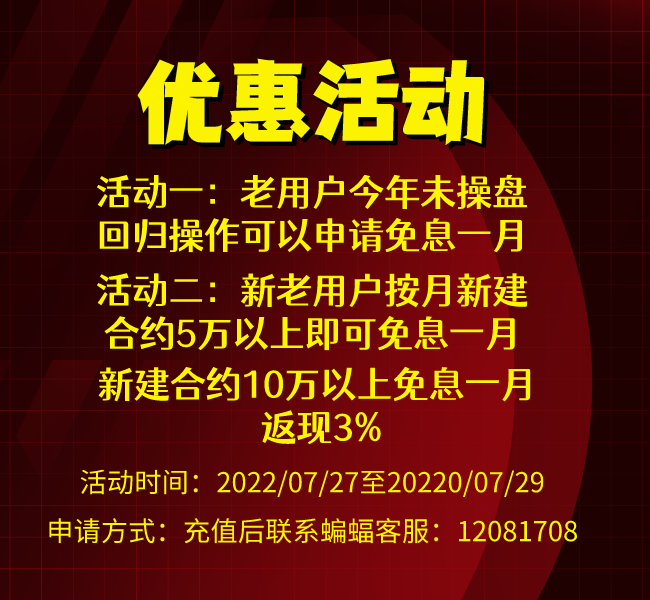 优惠活动
活动一：老用户今年未操盘
回归操作可以申请免息一月
活动二：新老用户按月新建
合约5万以上即可免息一月
新建合约10万以上免息一月
返现3%
活动时间：2022/07/27至20220/07/29
申请方式：充值后联系蝙蝠客服：12081708